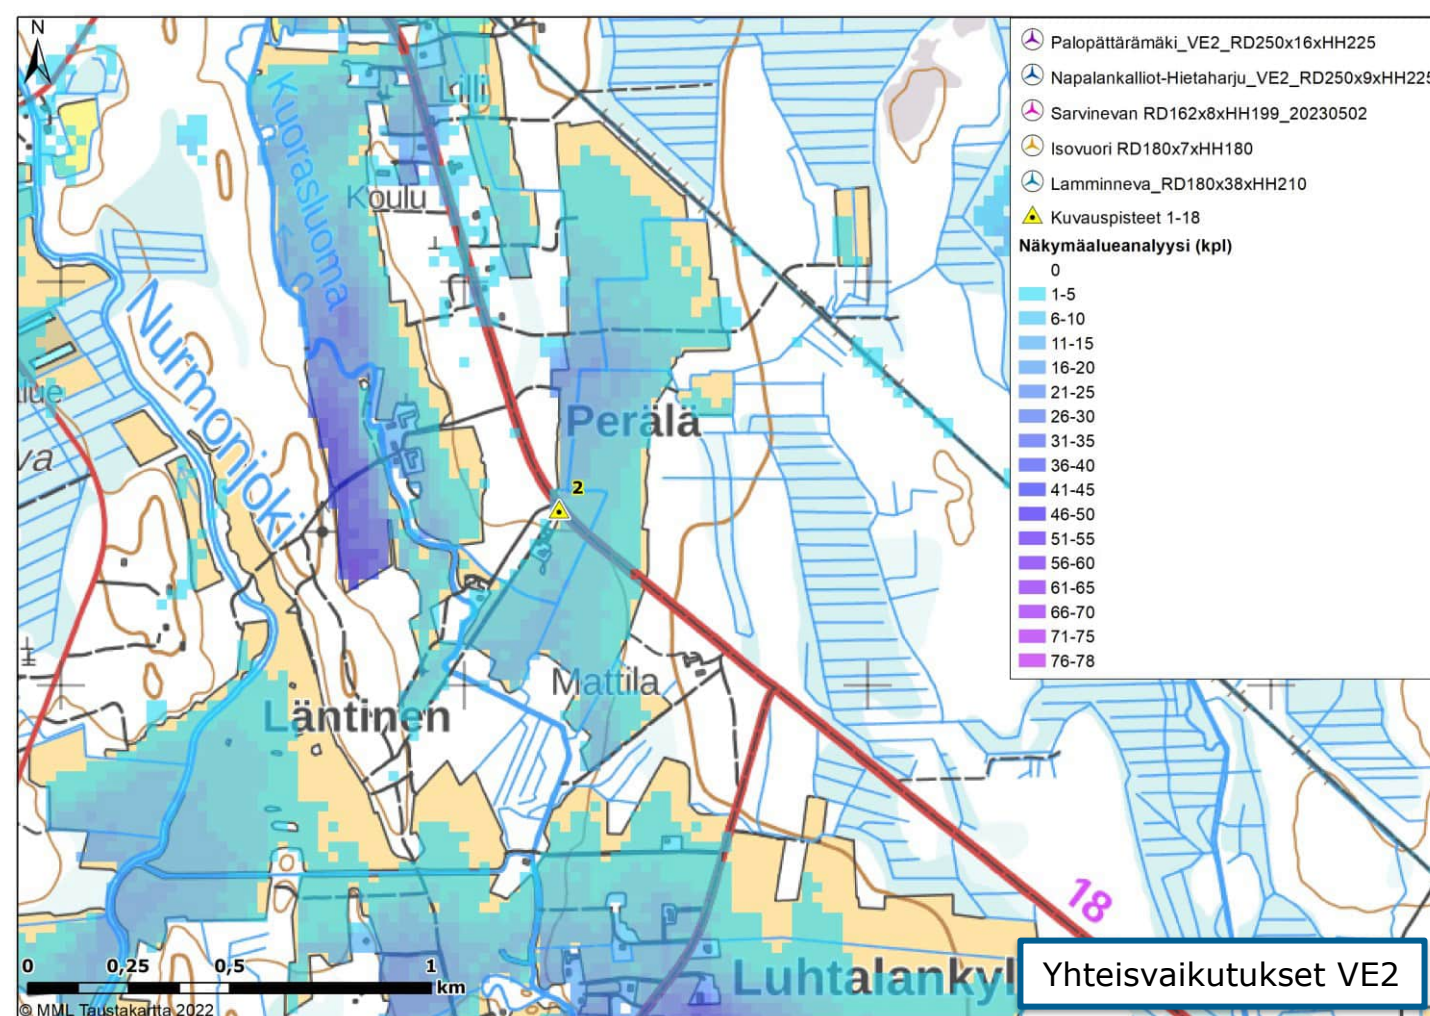 N
Palopättärämäki_VE2_RD250x16xHH225
Napalankalliot-Hietaharju_VE2_RD250x9xHH225
Sarvinevan RD162x8xHH199_20230502
Isovuori RD180x7xHH180
Lamminneva_RD180x38xHH210
Kuvauspisteet 1-18
Näkymäalueanalyysi (kpl)
0
1-5
6-10
11-15
16-20
21-25
26-30
31-35
36-40
41-45
46-50
51-55
56-60
61-65
66-70
71-75
76-78
Lilli
Kuorasluoma
Koulu
Nurmonjoki
lue
va
Perälä
2
Mattila
Läntinen
18
Luhtalankyl
Yhteisvaikutukset VE2
0 0,25 0,5 1
km
© MML Taustakartta 2022